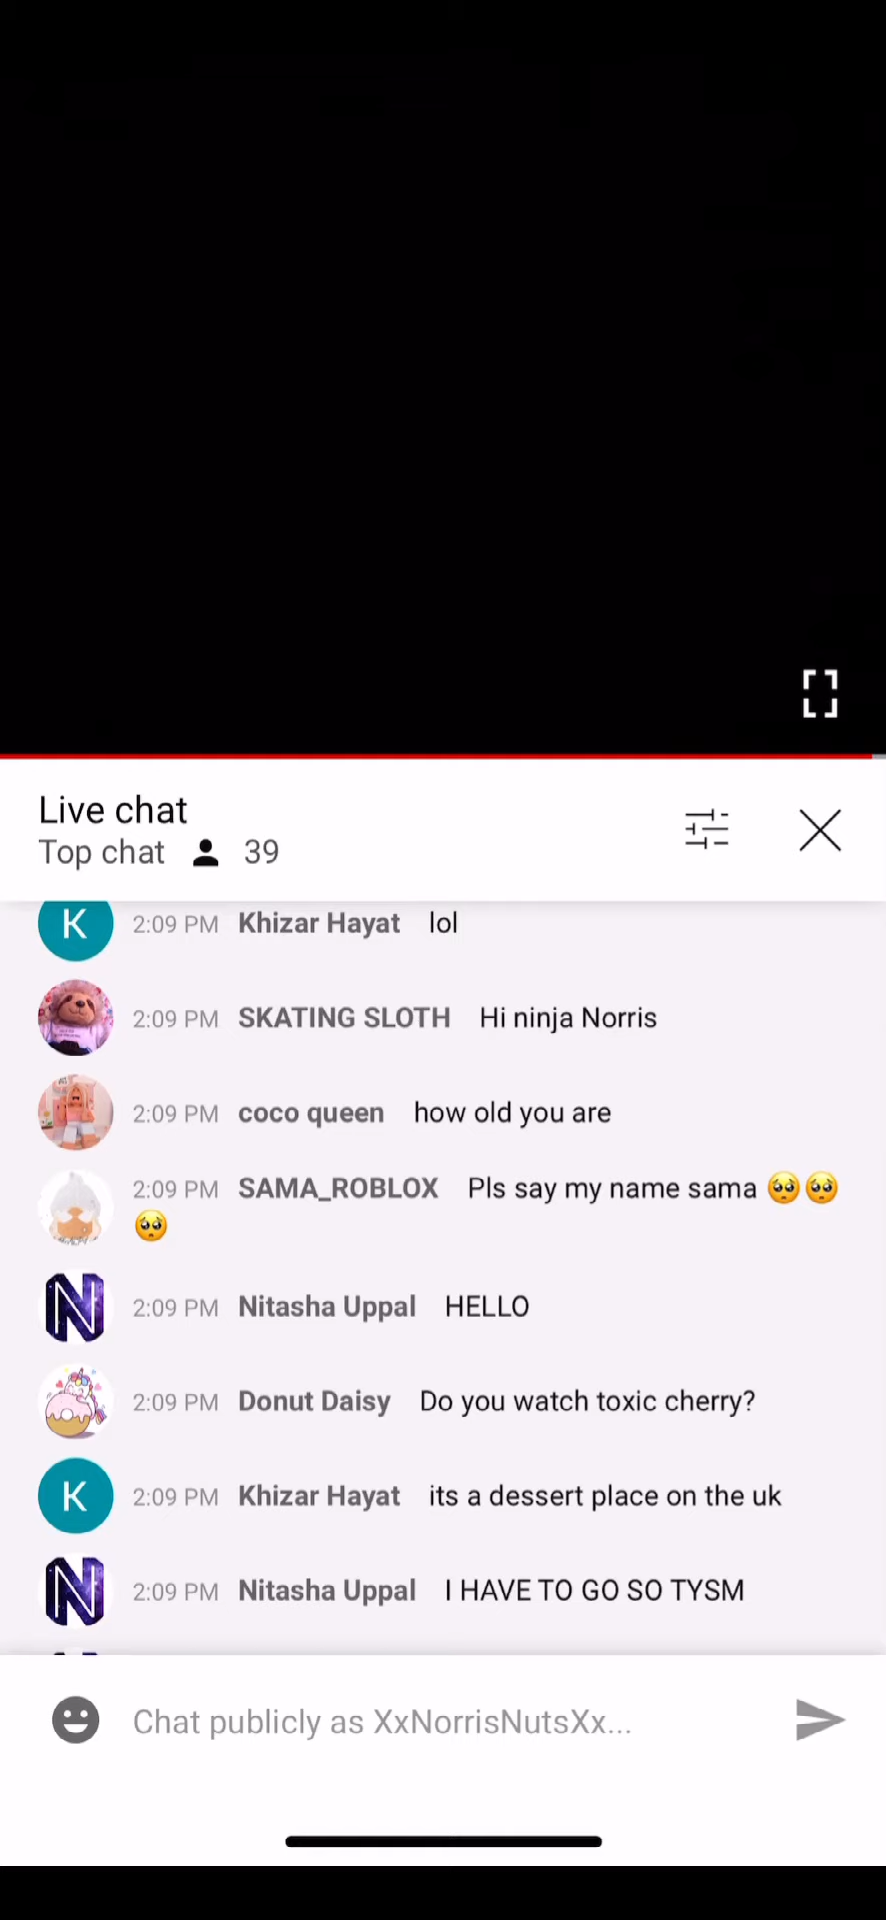 Live chat
Top chat 39
K 2:09 PM Khizar Hayat lol
2:09 PM SKATING SLOTH Hi ninja Norris
2:09 PM coco queen how old you are
2:09 PM SAMA_ROBLOX Pls say my name sama 🥺🥺
🥺
N 2:09 PM Nitasha Uppal HELLO
2:09 PM Donut Daisy Do you watch toxic cherry?
K 2:09 PM Khizar Hayat its a dessert place on the uk
N 2:09 PM Nitasha Uppal I HAVE TO GO SO TYSM
Chat publicly as XxNorrisNutsXx...